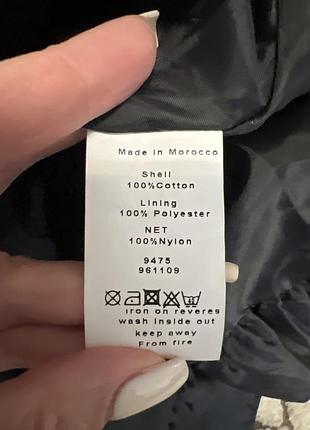 Made in Morocco
Shell
100%Cotton
Lining
100% Polyester
NET
100%Nylon
9475
961109
iron on reveres
wash inside out
keep away
From fire